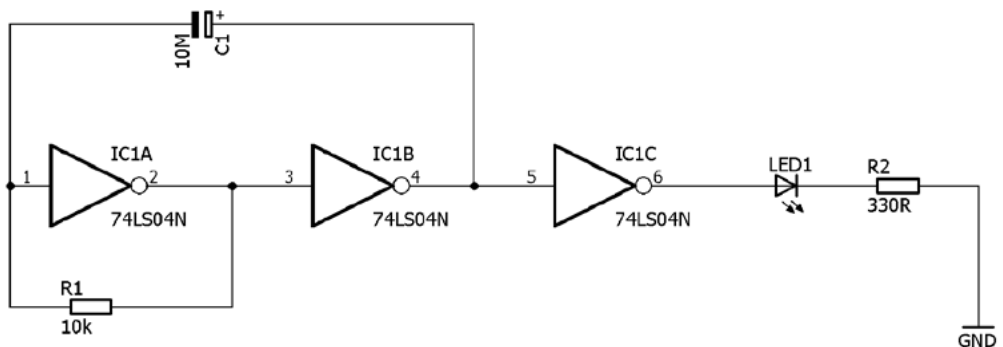 10M
+
C1
1
IC1A
2
74LS04N
3
IC1B
4
74LS04N
5
IC1C
6
74LS04N
LED1
R2
330R
R1
10k
GND